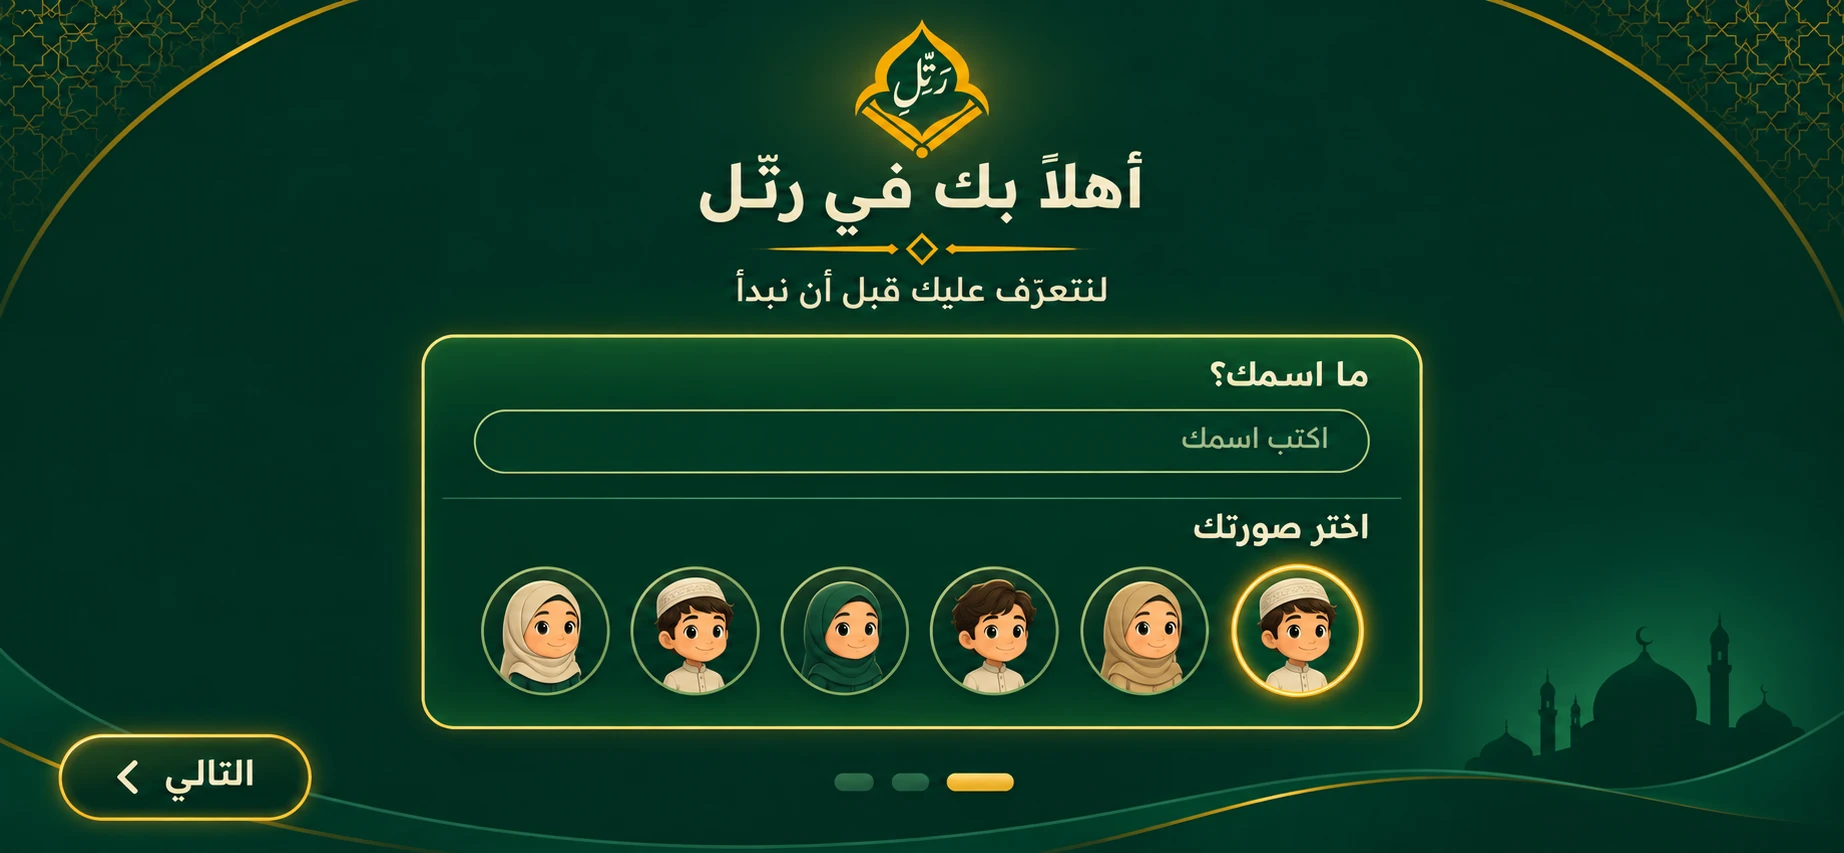 رَتِّلِ
أهلاً بك في رتّل
لنتعرّف عليك قبل أن نبدأ
ما اسمك؟
اكتب اسمك
اختر صورتك
التالي